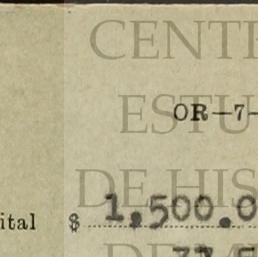 CENT
ESTU
OR-7-
DE HIS
ital $ 1,500.0